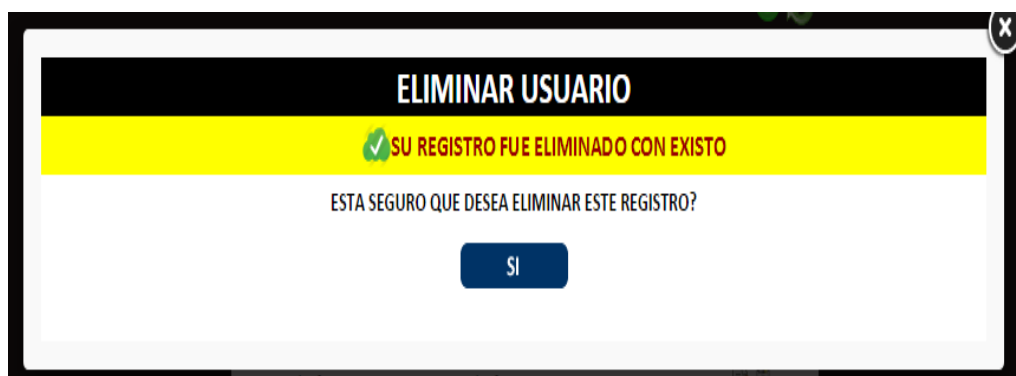 X
ELIMINAR USUARIO
SU REGISTRO FUE ELIMINADO CON EXISTO
ESTA SEGURO QUE DESEA ELIMINAR ESTE REGISTRO?
SI